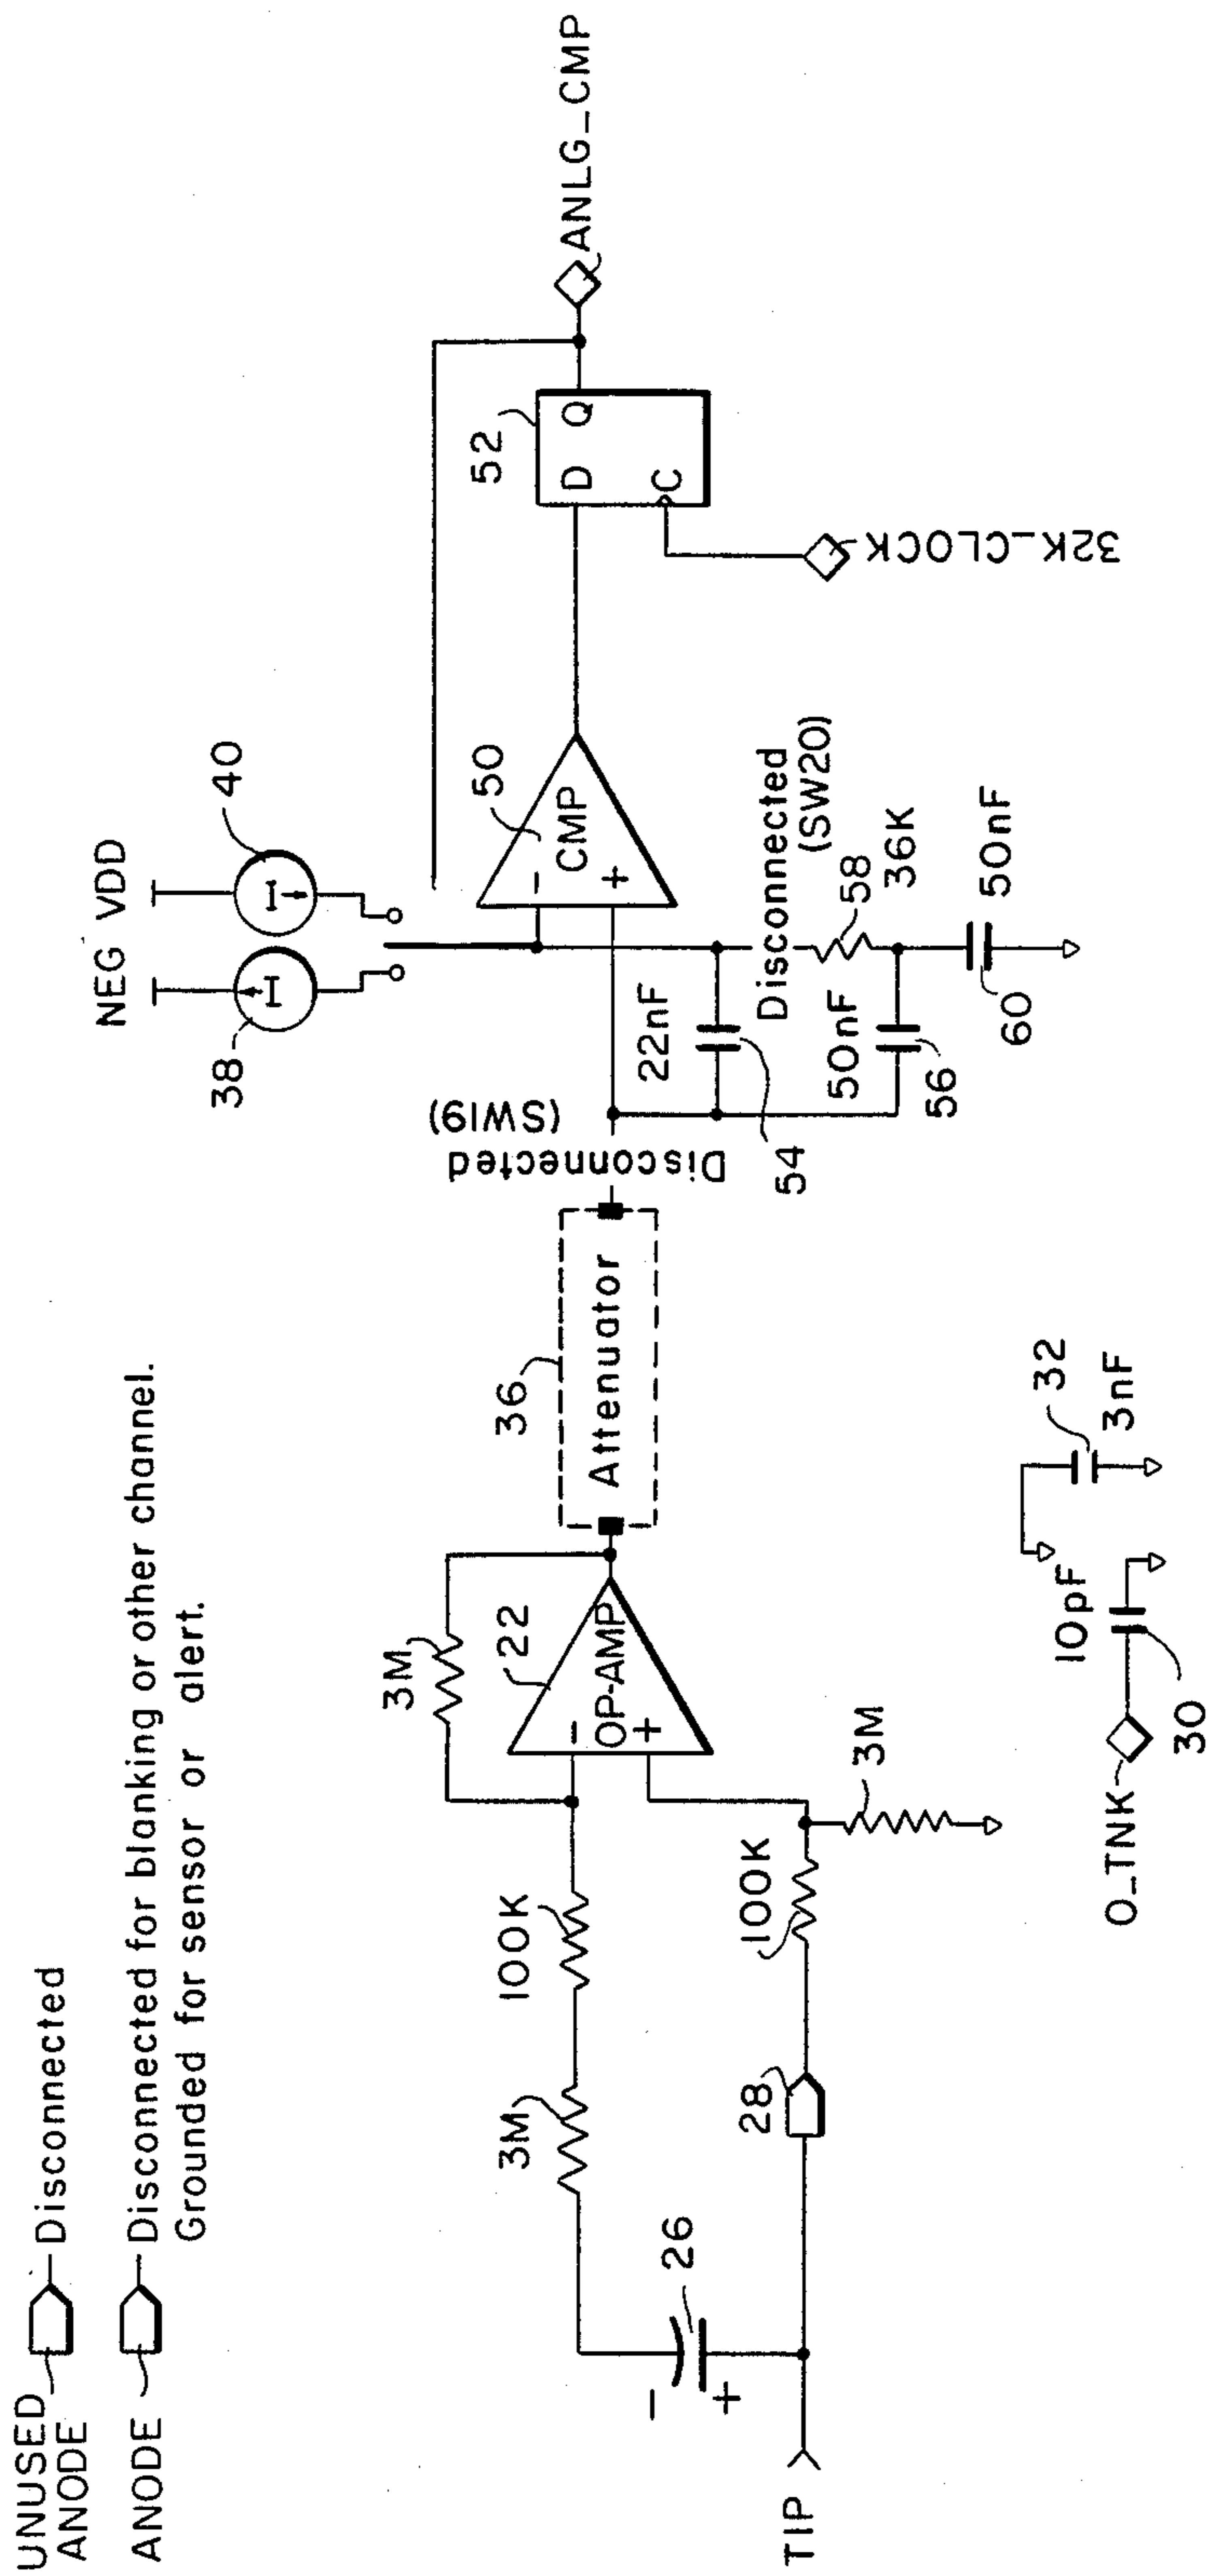 UNUSED
ANODE
Disconnected
ANODE
Disconnected for blanking or other channel.
Grounded for sensor or alert.
NEG VDD
38
I
I
40
3M
22
OP-AMP
-
+
3M
100K
36
Attenuator
Disconnected
(SW19)
50
CMP
-
+
52
D Q
C
ANLG_CMP
32K_CLOCK
22nF
54
Disconnected
(SW20)
58
36K
50nF
56
50nF
60
TIP
-
+
26
28
100K
3M
O_TNK
10pF
30
32
3nF